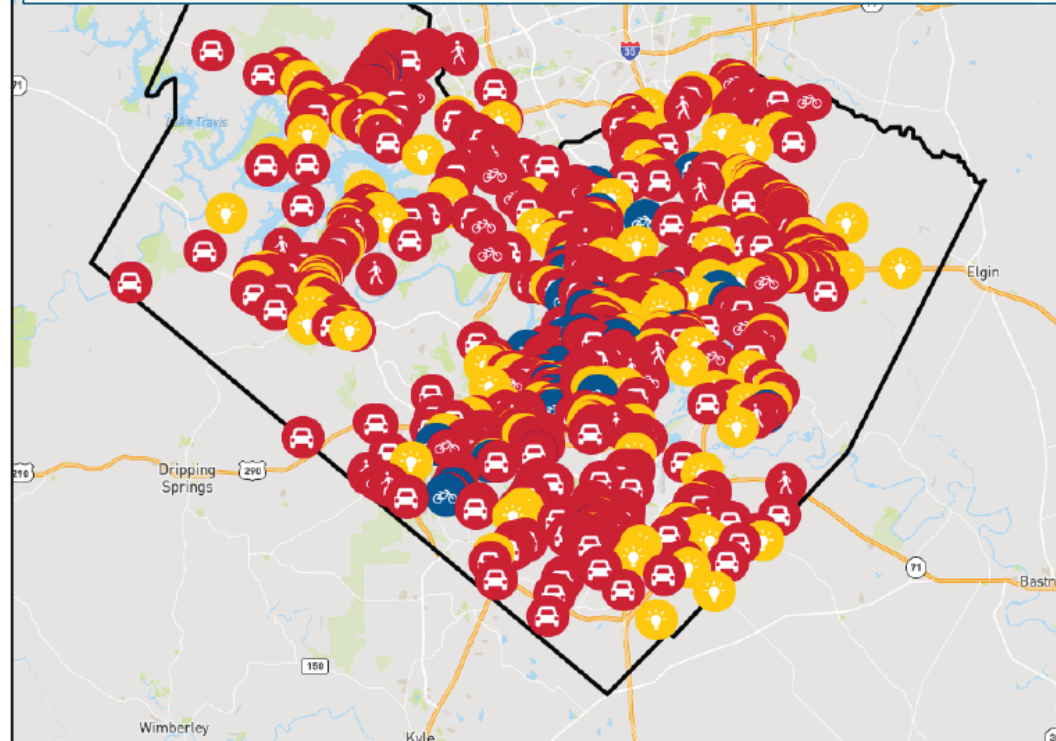 35
71
Lake Travis
Elgin
290
Dripping
Springs
290
71
Bastr
150
Wimberley
Kyle